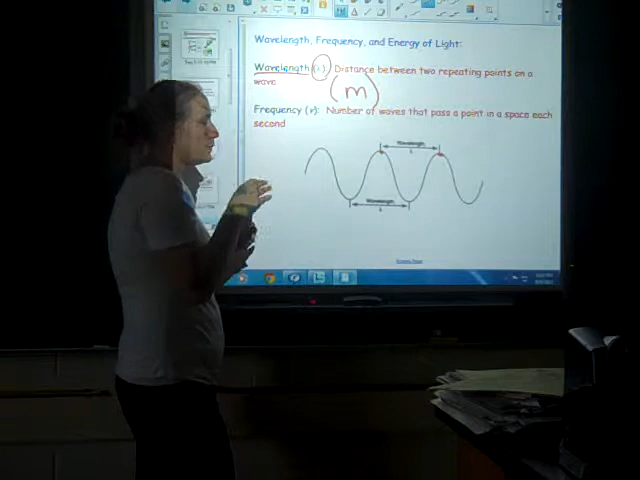 Wavelength, Frequency, and Energy of Light:
Wavelength (λ): Distance between two repeating points on a
wave
(m)
Frequency (ν): Number of waves that pass a point in a space each
second
Wavelength
λ
Wavelength
λ